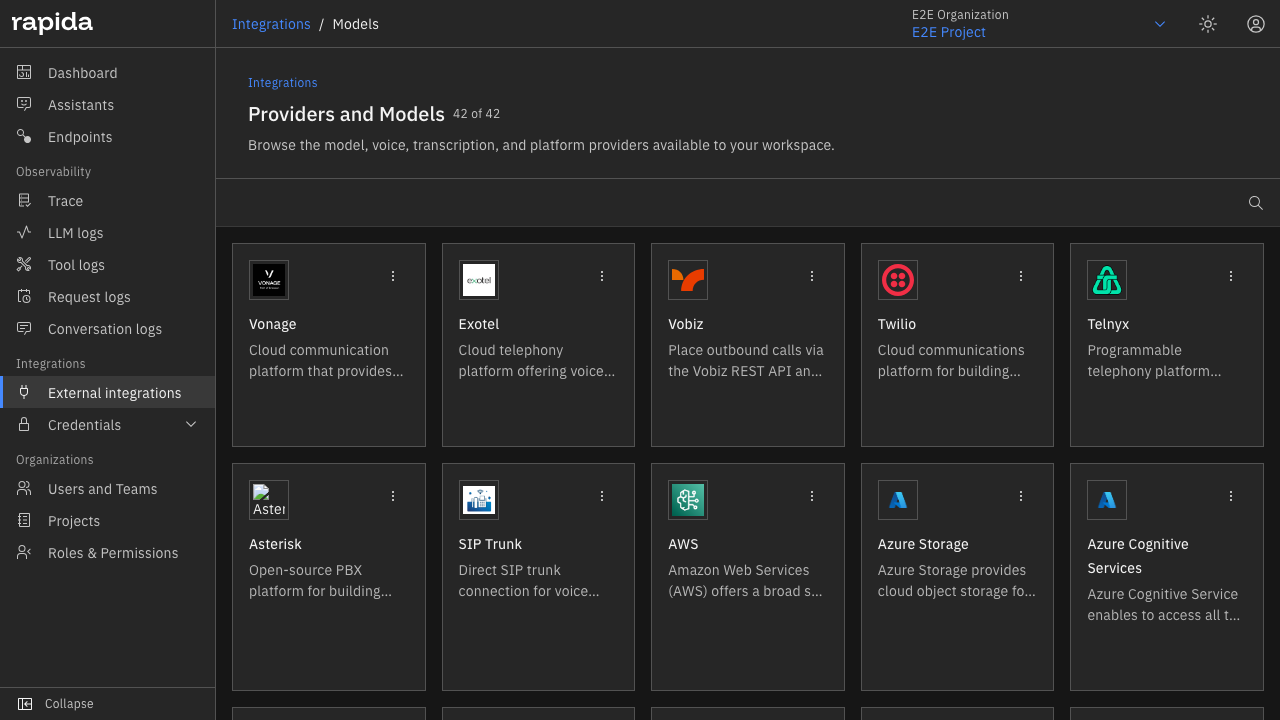 rapida
Integrations / Models
E2E Organization
E2E Project
Dashboard
Assistants
Endpoints
Observability
Trace
LLM logs
Tool logs
Request logs
Conversation logs
Integrations
External integrations
Credentials
Organizations
Users and Teams
Projects
Roles & Permissions
Collapse
Integrations
Providers and Models 42 of 42
Browse the model, voice, transcription, and platform providers available to your workspace.
VONAGE
Vonage
Cloud communication
platform that provides...
exotel
Exotel
Cloud telephony
platform offering voice...
Vobiz
Place outbound calls via
the Vobiz REST API an...
Twilio
Cloud communications
platform for building...
Telnyx
Programmable
telephony platform...
Aster
Asterisk
Open-source PBX
platform for building...
SIP Trunk
Direct SIP trunk
connection for voice...
AWS
Amazon Web Services
(AWS) offers a broad s...
Azure Storage
Azure Storage provides
cloud object storage fo...
Azure Cognitive
Services
Azure Cognitive Service
enables to access all t...